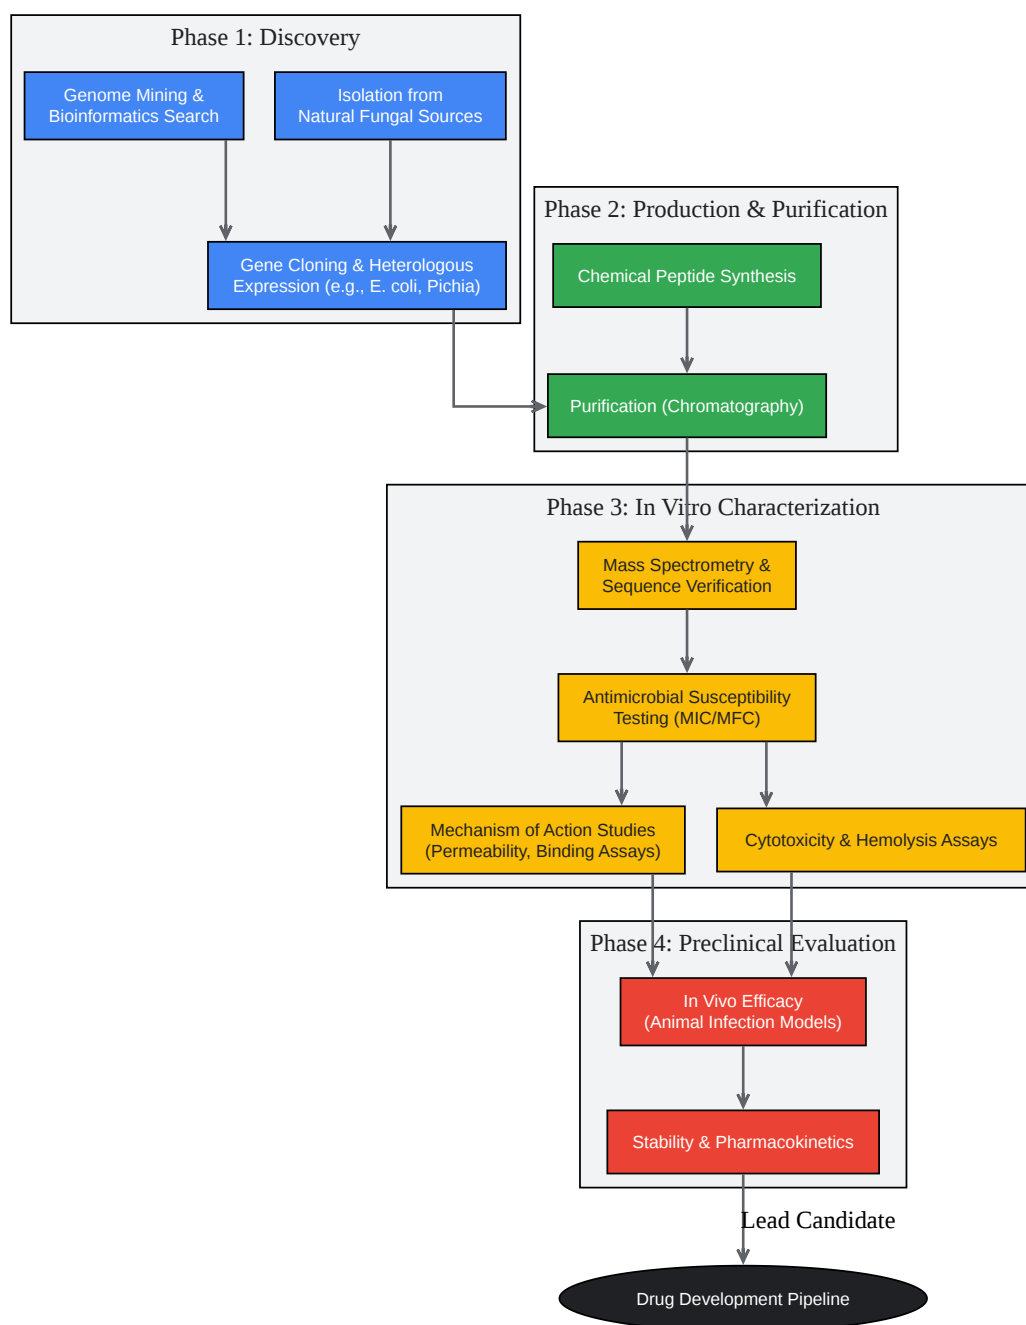 Phase 1: Discovery
Genome Mining &
Bioinformatics Search
Isolation from
Natural Fungal Sources
Gene Cloning & Heterologous
Expression (e.g., E. coli, Pichia)
Phase 2: Production & Purification
Chemical Peptide Synthesis
Purification (Chromatography)
Phase 3: In Vitro Characterization
Mass Spectrometry &
Sequence Verification
Antimicrobial Susceptibility
Testing (MIC/MFC)
Mechanism of Action Studies
(Permeability, Binding Assays)
Cytotoxicity & Hemolysis Assays
Phase 4: Preclinical Evaluation
In Vivo Efficacy
(Animal Infection Models)
Stability & Pharmacokinetics
Lead Candidate
Drug Development Pipeline